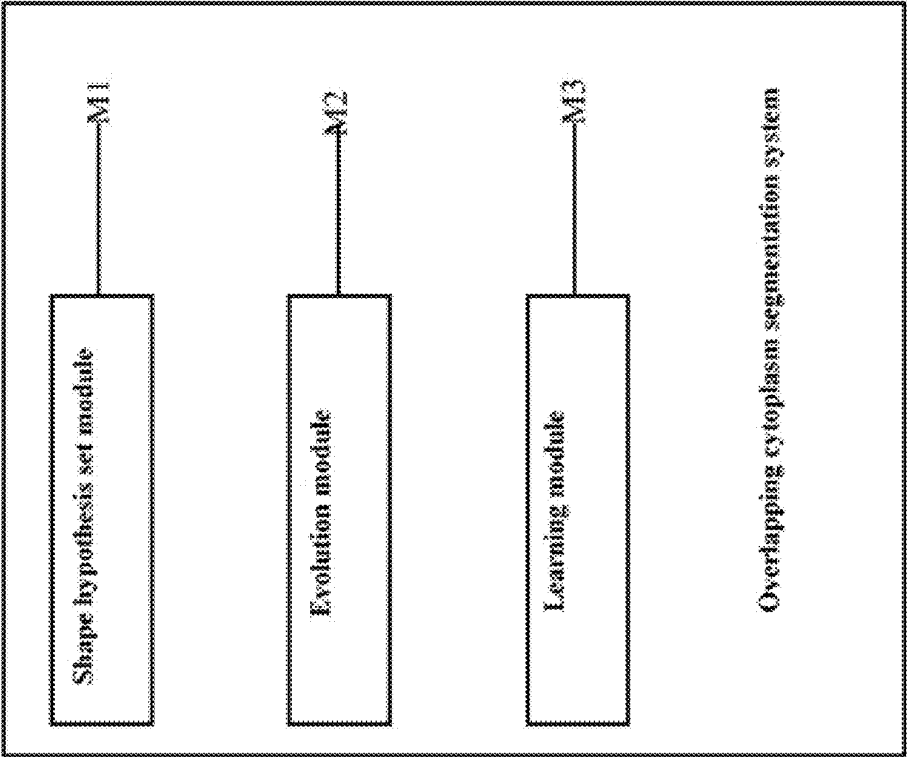 Shape hypothesis set module
M1
Evolution module
M2
Learning module
M3
Overlapping cytoplasm segmentation system